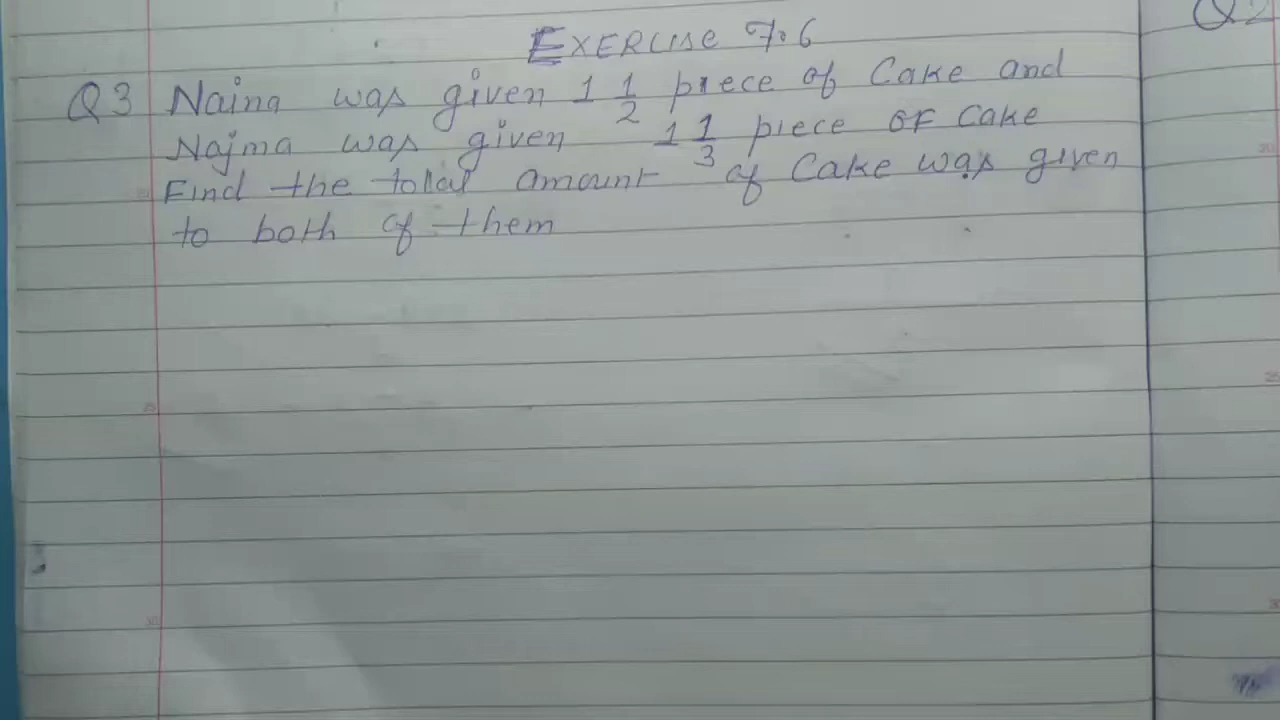 EXERCISE 7.6
Q3 Naina was given 1 1/2 piece of Cake and
Najma was given 1 1/3 piece OF Cake
Find the total amount of Cake was given
to both of them
Q2